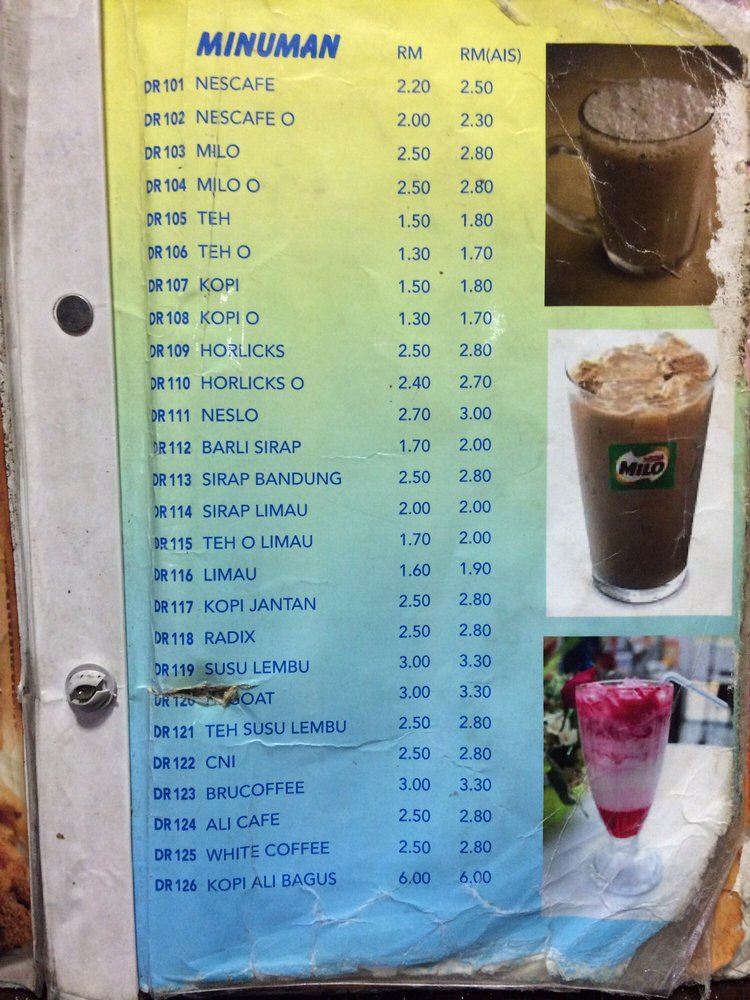 MINUMAN RM RM(AIS)
DR 101 NESCAFE 2.20 2.50
DR 102 NESCAFE O 2.00 2.30
DR 103 MILO 2.50 2.80
DR 104 MILO O 2.50 2.80
DR 105 TEH 1.50 1.80
DR 106 TEH O 1.30 1.70
DR 107 KOPI 1.50 1.80
DR 108 KOPI O 1.30 1.70
DR 109 HORLICKS 2.50 2.80
DR 110 HORLICKS O 2.40 2.70
DR 111 NESLO 2.70 3.00
DR 112 BARLI SIRAP 1.70 2.00
DR 113 SIRAP BANDUNG 2.50 2.80
DR 114 SIRAP LIMAU 2.00 2.00
DR 115 TEH O LIMAU 1.70 2.00
DR 116 LIMAU 1.60 1.90
DR 117 KOPI JANTAN 2.50 2.80
DR 118 RADIX 2.50 2.80
DR 119 SUSU LEMBU 3.00 3.30
DR 120 3.00 3.30
DR 121 TEH SUSU LEMBU 2.50 2.80
DR 122 CNI 2.50 2.80
DR 123 BRUCOFFEE 3.00 3.30
DR 124 ALI CAFE 2.50 2.80
DR 125 WHITE COFFEE 2.50 2.80
DR 126 KOPI ALI BAGUS 6.00 6.00
MILO